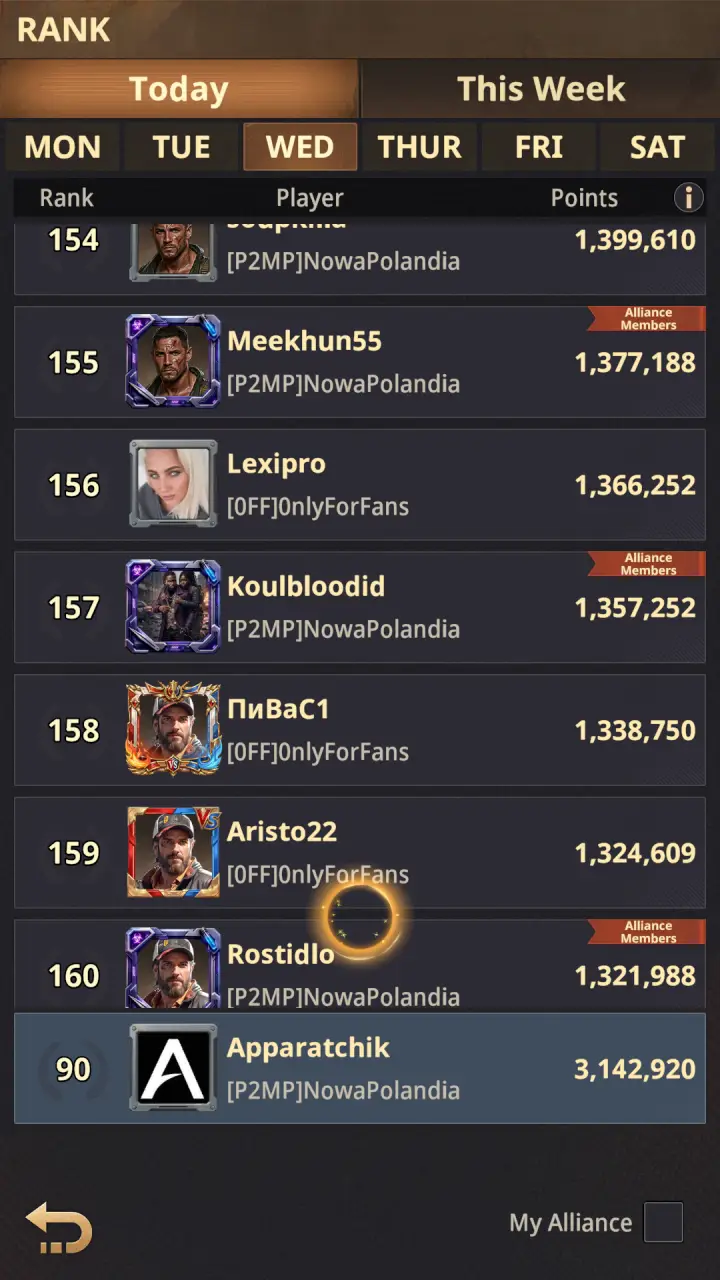 RANK
Today
This Week
MON TUE WED THUR FRI SAT
Rank Player Points i
154
1,399,610
[P2MP]NowaPolandia
Alliance Members
155
Meekhun55
1,377,188
[P2MP]NowaPolandia
156
Lexipro
1,366,252
[0FF]0nlyForFans
Alliance Members
157
Koulbloodid
1,357,252
[P2MP]NowaPolandia
158
ПиВаС1
1,338,750
[0FF]0nlyForFans
VS
159
Aristo22
1,324,609
[0FF]0nlyForFans
VS
Alliance Members
160
Rostidlo
1,321,988
[P2MP]NowaPolandia
90
Apparatchik
3,142,920
[P2MP]NowaPolandia
A
My Alliance